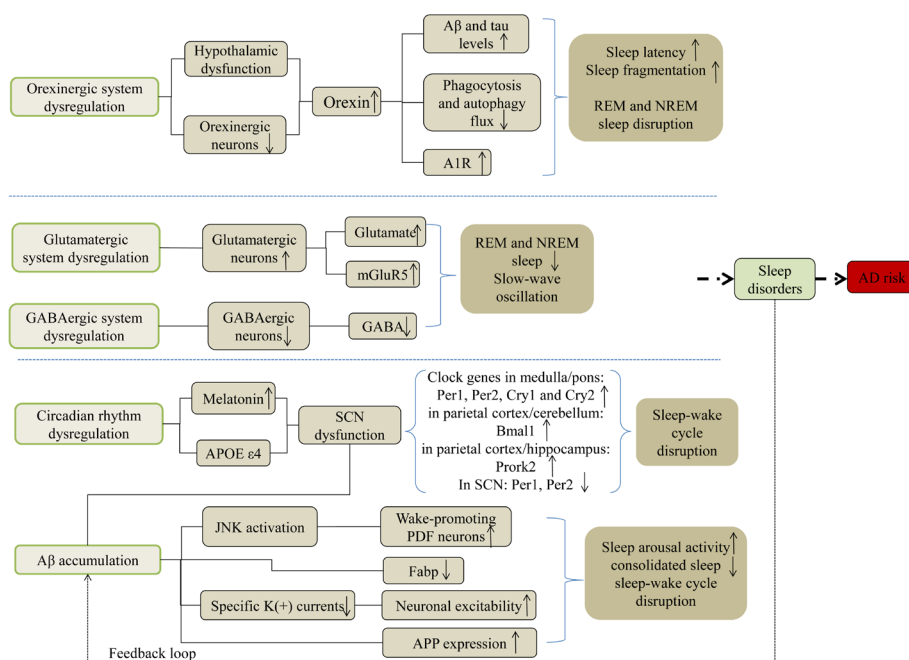 Orexinergic system
dysregulation
Hypothalamic
dysfunction
Orexinergic
neurons ↓
Orexin ↑
Aβ and tau
levels ↑
Phagocytosis
and autophagy
flux ↓
A1R ↑
Sleep latency ↑
Sleep fragmentation ↑
REM and NREM
sleep disruption
Glutamatergic
system dysregulation
Glutamatergic
neurons ↑
Glutamate ↑
mGluR5 ↑
GABAergic system
dysregulation
GABAergic
neurons ↓
GABA ↓
REM and NREM
sleep ↓
Slow-wave
oscillation
Sleep
disorders
AD risk
Circadian rhythm
dysregulation
Melatonin ↑
APOE ε4
SCN
dysfunction
Clock genes in medulla/pons:
Per1, Per2, Cry1 and Cry2 ↑
in parietal cortex/cerebellum:
Bmal1 ↑
in parietal cortex/hippocampus:
Prork2 ↑
In SCN: Per1, Per2 ↓
Sleep-wake
cycle
disruption
Aβ accumulation
JNK activation
Wake-promoting
PDF neurons ↑
Fabp ↓
Specific K(+) currents ↓
Neuronal excitability ↑
APP expression ↑
Sleep arousal activity ↑
consolidated sleep ↓
sleep-wake cycle
disruption
Feedback loop